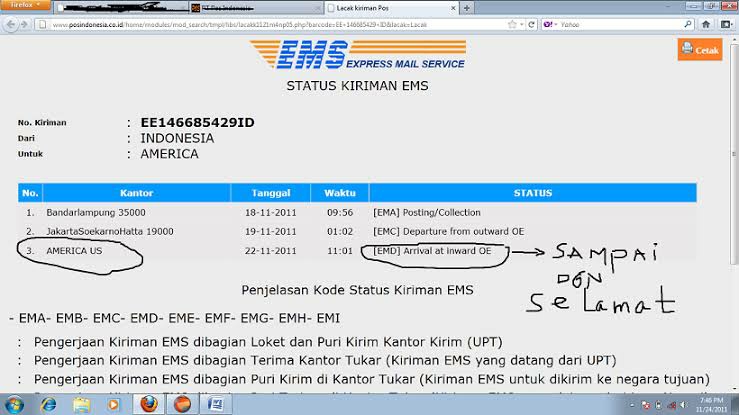 Firefox
PT Pos Indonesia
Lacak kiriman Pos
www.posindonesia.co.id/home/modules/mod_search/tmpl/libs/lacakk1121m4np05.php?barcode=EE+146685429+ID&lacak=Lacak
Yahoo
EMS
EXPRESS MAIL SERVICE
Cetak
STATUS KIRIMAN EMS
No. Kiriman : EE146685429ID
Dari : INDONESIA
Untuk : AMERICA
No. Kantor Tanggal Waktu STATUS
1. Bandarlampung 35000 18-11-2011 09:56 [EMA] Posting/Collection
2. JakartaSoekarnoHatta 19000 19-11-2011 01:02 [EMC] Departure from outward OE
3. AMERICA US 22-11-2011 11:01 [EMD] Arrival at inward OE
SAMPAI
DGN
SELAMAT
Penjelasan Kode Status Kiriman EMS
- EMA- EMB- EMC- EMD- EME- EMF- EMG- EMH- EMI
: Pengerjaan Kiriman EMS dibagian Loket dan Puri Kirim Kantor Kirim (UPT)
: Pengerjaan Kiriman EMS dibagian Terima Kantor Tukar (Kiriman EMS yang datang dari UPT)
: Pengerjaan Kiriman EMS dibagian Puri Kirim di Kantor Tukar (Kiriman EMS untuk dikirim ke negara tujuan)
7:46 PM
11/24/2011